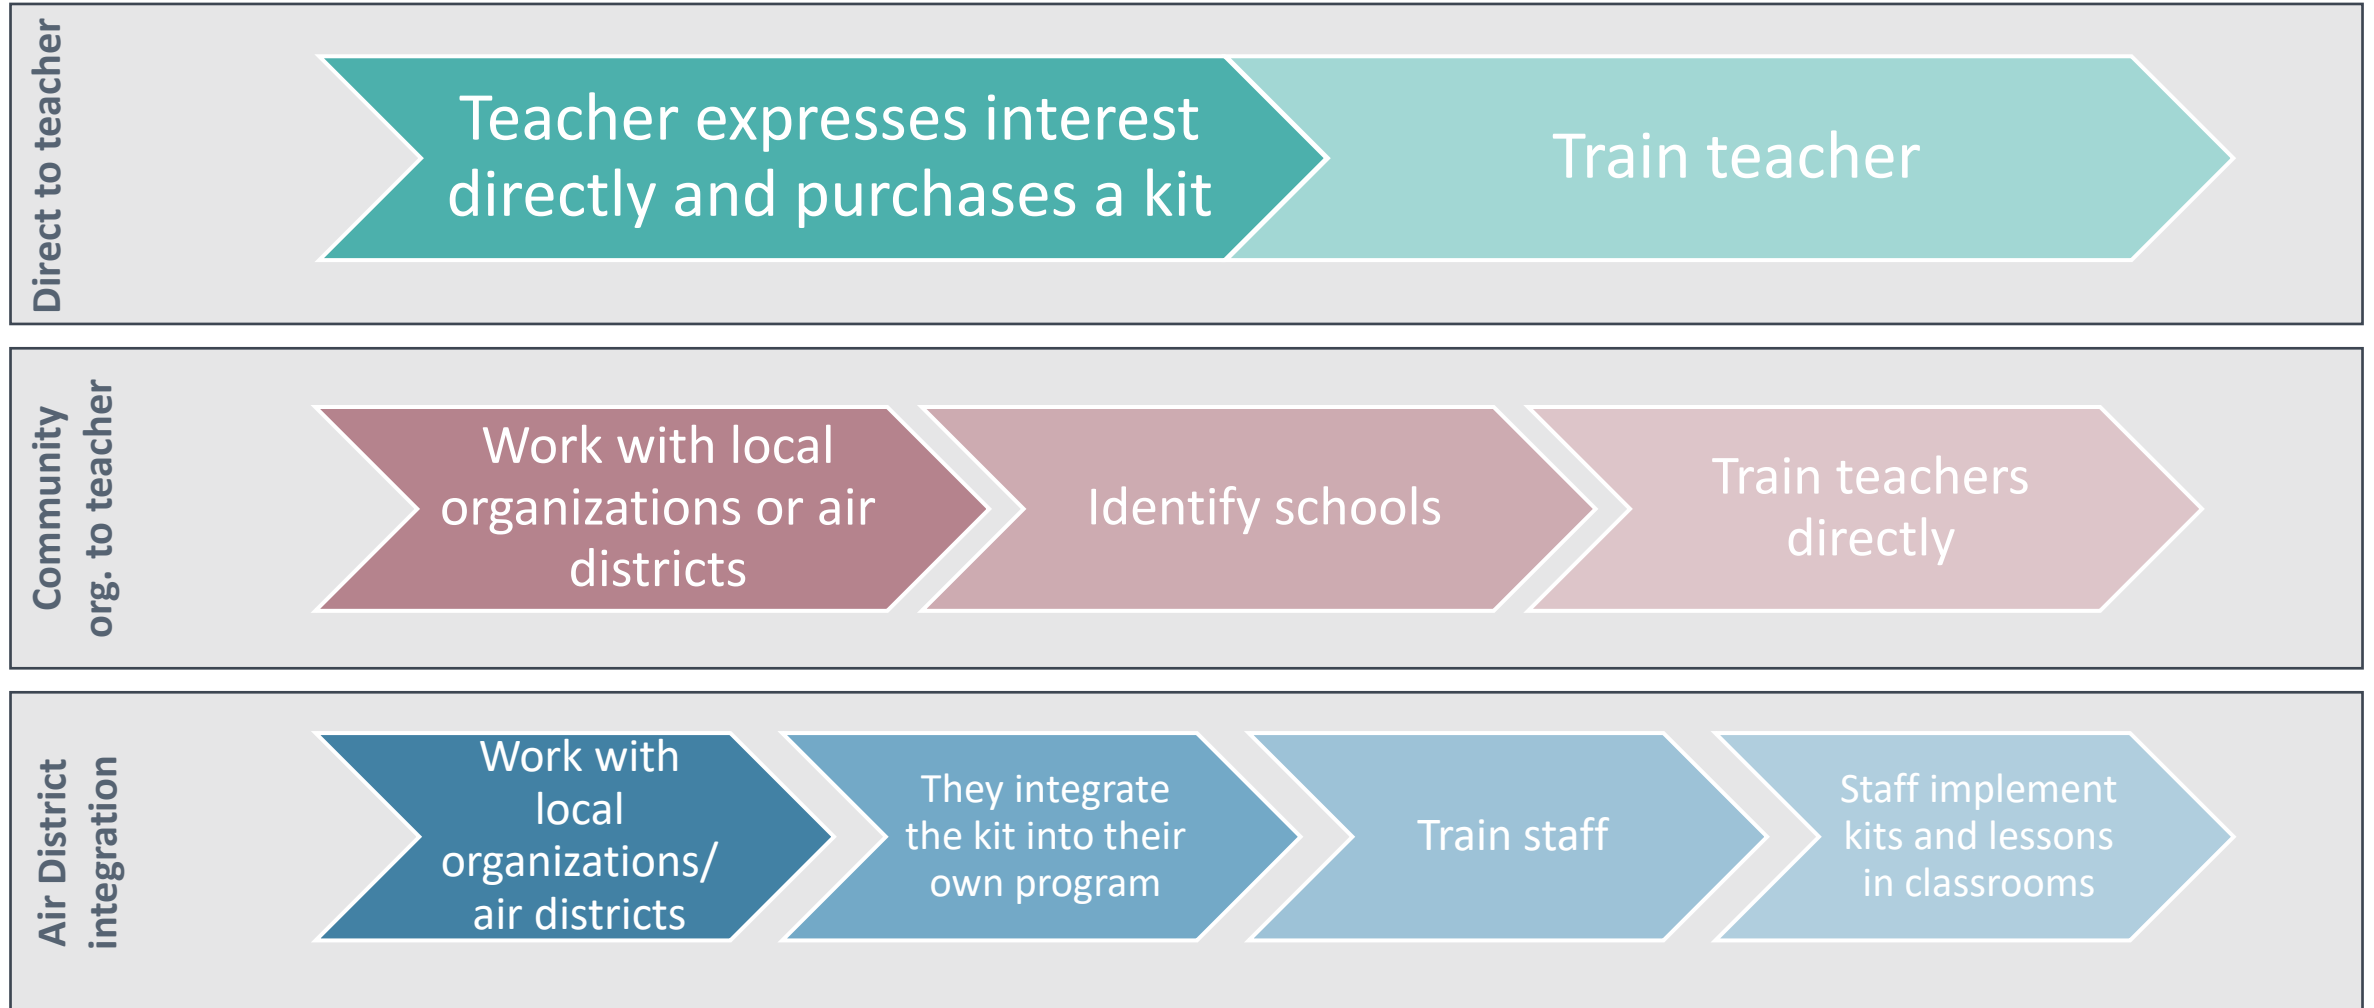 Direct to teacher
Teacher expresses interest
directly and purchases a kit
Train teacher
Community
org. to teacher
Work with local
organizations or air
districts
Identify schools
Train teachers
directly
Air District
integration
Work with
local
organizations/
air districts
They integrate
the kit into their
own program
Train staff
Staff implement
kits and lessons
in classrooms